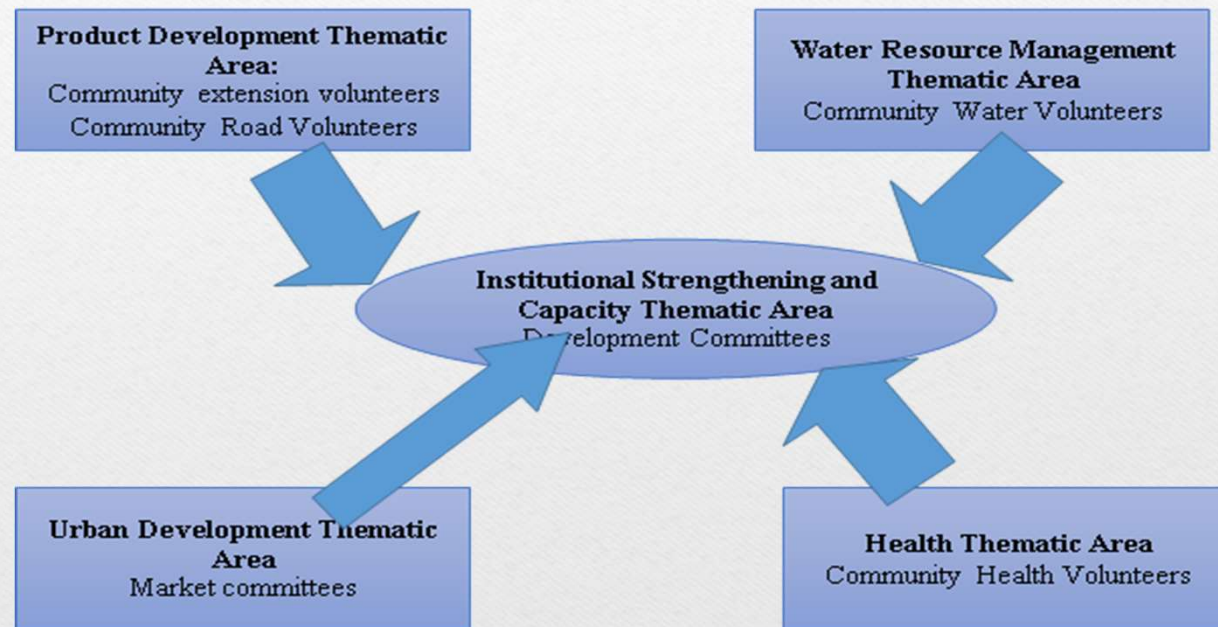 Product Development Thematic
Area:
Community extension volunteers
Community Road Volunteers
Water Resource Management
Thematic Area
Community Water Volunteers
Institutional Strengthening and
Capacity Thematic Area
Development Committees
Urban Development Thematic
Area
Market committees
Health Thematic Area
Community Health Volunteers